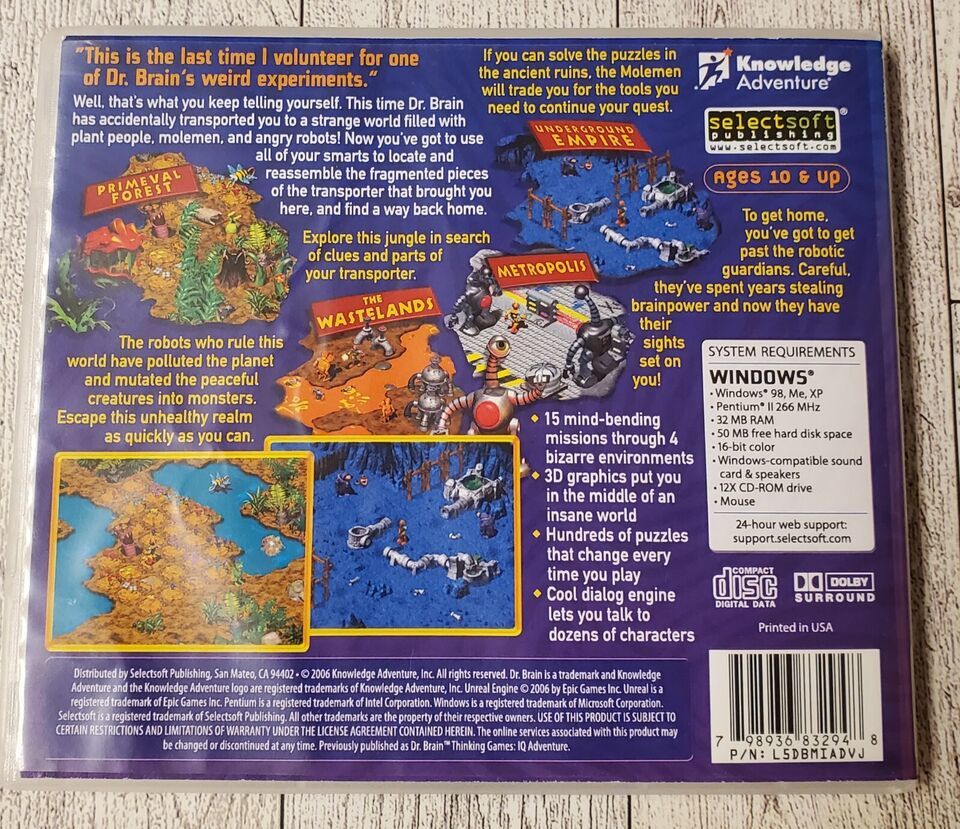 "This is the last time I volunteer for one
of Dr. Brain's weird experiments."
Well, that's what you keep telling yourself. This time Dr. Brain
has accidentally transported you to a strange world filled with
plant people, molemen, and angry robots! Now you've got to use
all of your smarts to locate and
reassemble the fragmented pieces
of the transporter that brought you
here, and find a way back home.
PRIMEVAL
FOREST
Explore this jungle in search
of clues and parts of
your transporter.
If you can solve the puzzles in
the ancient ruins, the Molemen
will trade you for the tools you
need to continue your quest.
UNDERGROUND
EMPIRE
Knowledge
Adventure®
selectsoft®
publishing
www.selectsoft.com
Ages 10 & up
To get home,
you've got to get
past the robotic
guardians. Careful,
they've spent years stealing
brainpower and now they have
their
sights
set on
you!
METROPOLIS
THE
WASTELANDS
The robots who rule this
world have polluted the planet
and mutated the peaceful
creatures into monsters.
Escape this unhealthy realm
as quickly as you can.
• 15 mind-bending
missions through 4
bizarre environments
• 3D graphics put you
in the middle of an
insane world
• Hundreds of puzzles
that change every
time you play
• Cool dialog engine
lets you talk to
dozens of characters
SYSTEM REQUIREMENTS
WINDOWS®
• Windows® 98, Me, XP
• Pentium® II 266 MHz
• 32 MB RAM
• 50 MB free hard disk space
• 16-bit color
• Windows-compatible sound
card & speakers
• 12X CD-ROM drive
• Mouse
24-hour web support:
support.selectsoft.com
COMPACT
disc
DIGITAL DATA
DOLBY
SURROUND
Printed in USA
Distributed by Selectsoft Publishing, San Mateo, CA 94402 • © 2006 Knowledge Adventure, Inc. All rights reserved. Dr. Brain is a trademark and Knowledge
Adventure and the Knowledge Adventure logo are registered trademarks of Knowledge Adventure, Inc. Unreal Engine © 2006 by Epic Games Inc. Unreal is a
registered trademark of Epic Games Inc. Pentium is a registered trademark of Intel Corporation. Windows is a registered trademark of Microsoft Corporation.
Selectsoft is a registered trademark of Selectsoft Publishing. All other trademarks are the property of their respective owners. USE OF THIS PRODUCT IS SUBJECT TO
CERTAIN RESTRICTIONS AND LIMITATIONS OF WARRANTY UNDER THE LICENSE AGREEMENT CONTAINED HEREIN. The online services associated with this product may
be changed or discontinued at any time. Previously published as Dr. Brain™ Thinking Games: IQ Adventure.
7 98936 83294 8
P/N: L5DBMIADVJ